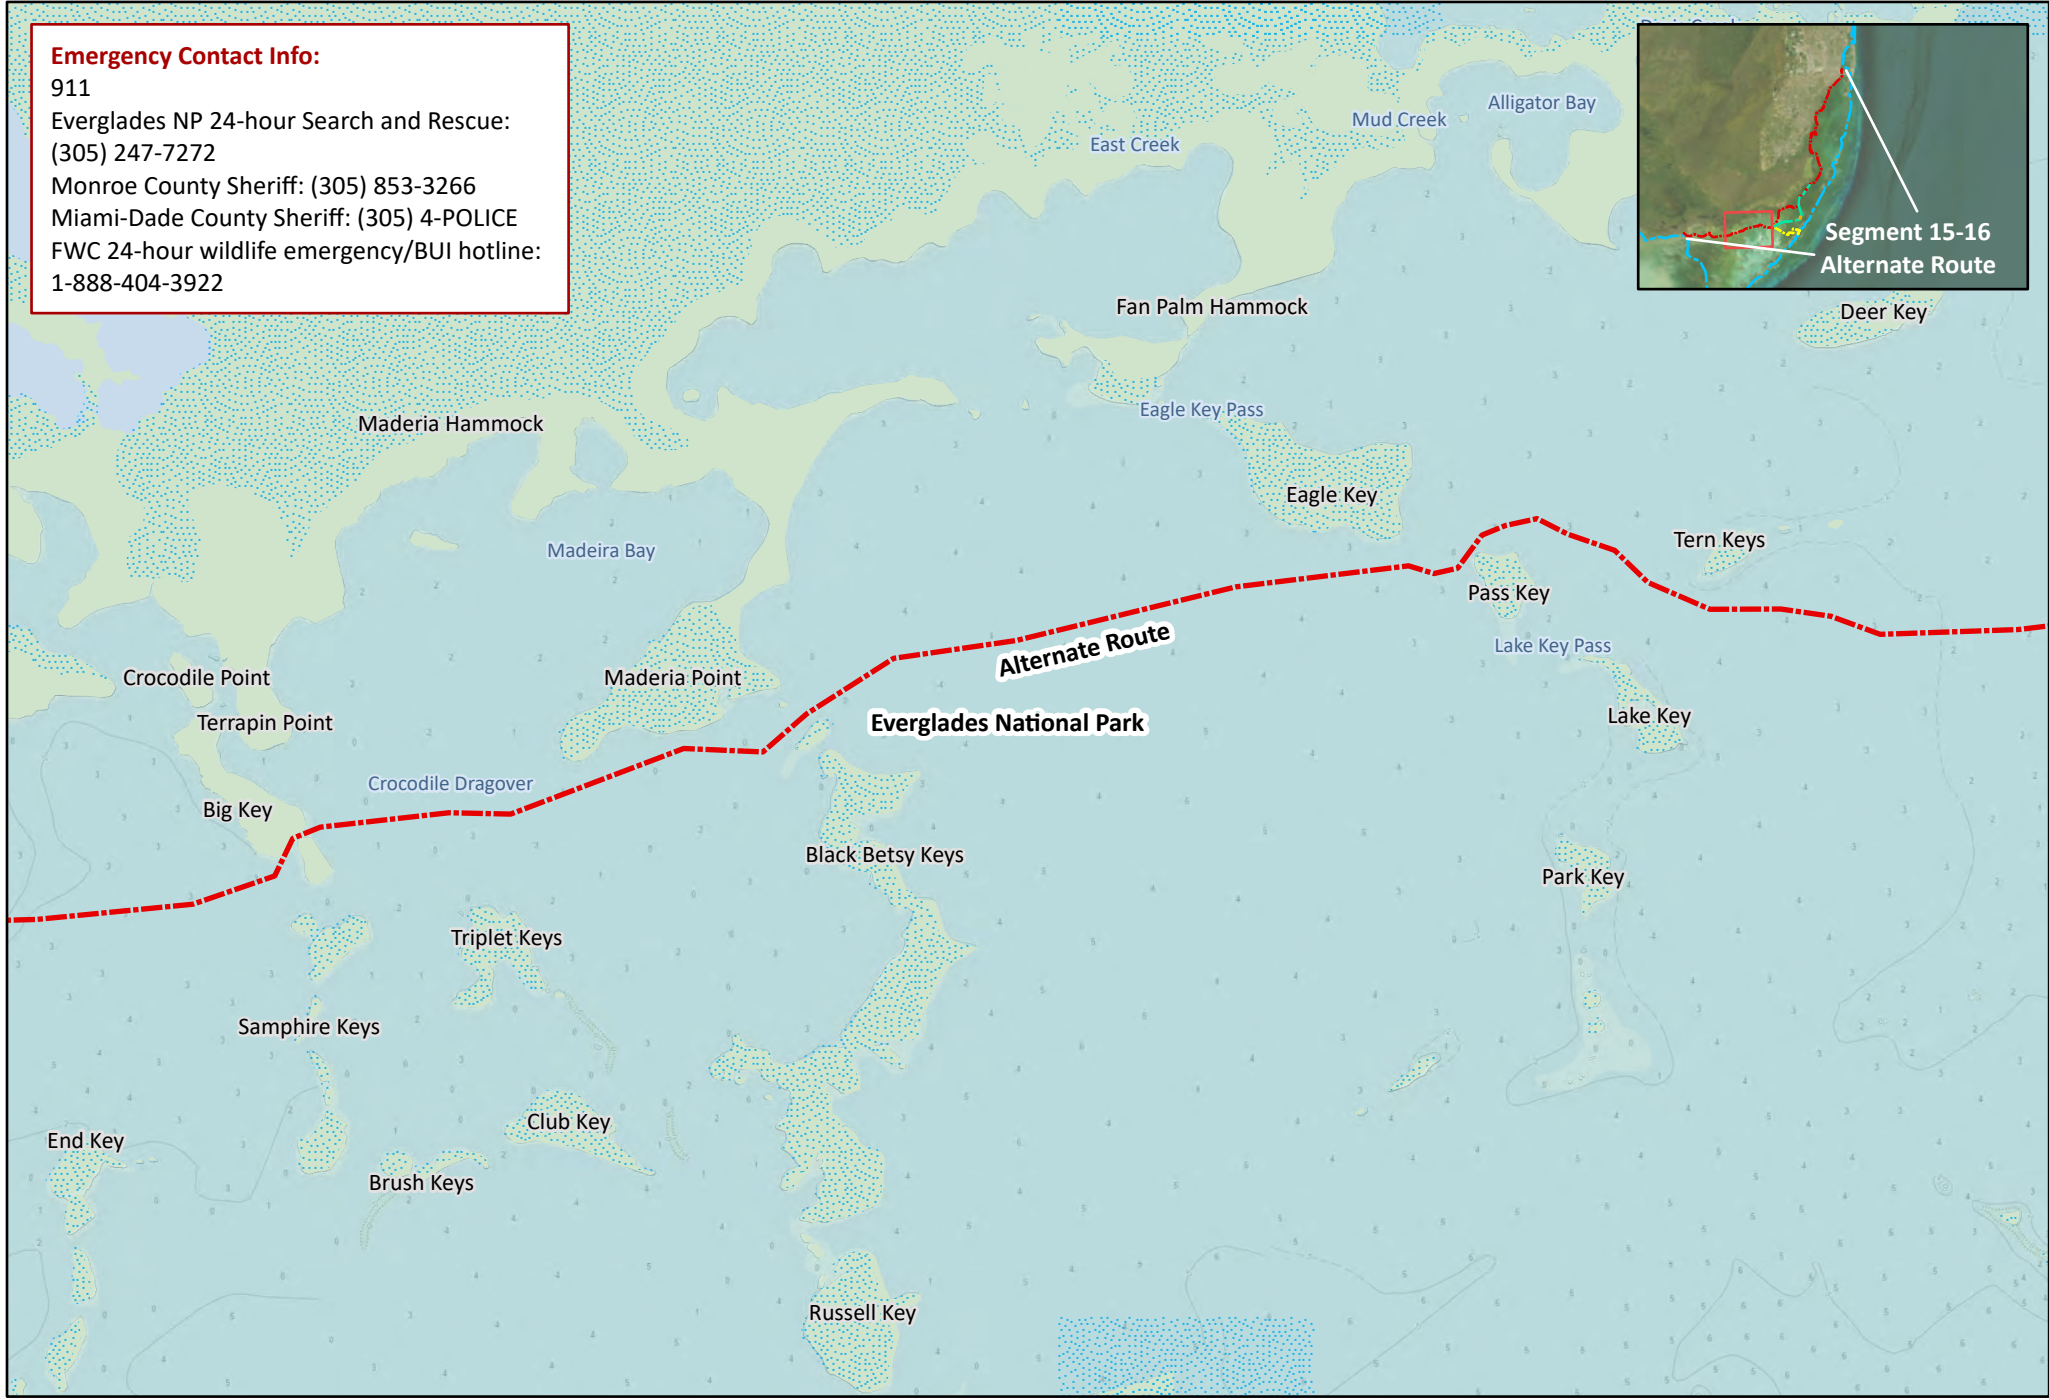 Emergency Contact Info:
911
Everglades NP 24-hour Search and Rescue:
(305) 247-7272
Monroe County Sheriff: (305) 853-3266
Miami-Dade County Sheriff: (305) 4-POLICE
FWC 24-hour wildlife emergency/BUI hotline:
1-888-404-3922
Segment 15-16
Alternate Route
Alligator Bay
Mud Creek
East Creek
Fan Palm Hammock
Deer Key
Eagle Key Pass
Maderia Hammock
Eagle Key
Tern Keys
Madeira Bay
Pass Key
Alternate Route
Lake Key Pass
Crocodile Point
Maderia Point
Terrapin Point
Everglades National Park
Lake Key
Crocodile Dragover
Big Key
Black Betsy Keys
Park Key
Triplet Keys
Samphire Keys
Club Key
End Key
Brush Keys
Russell Key